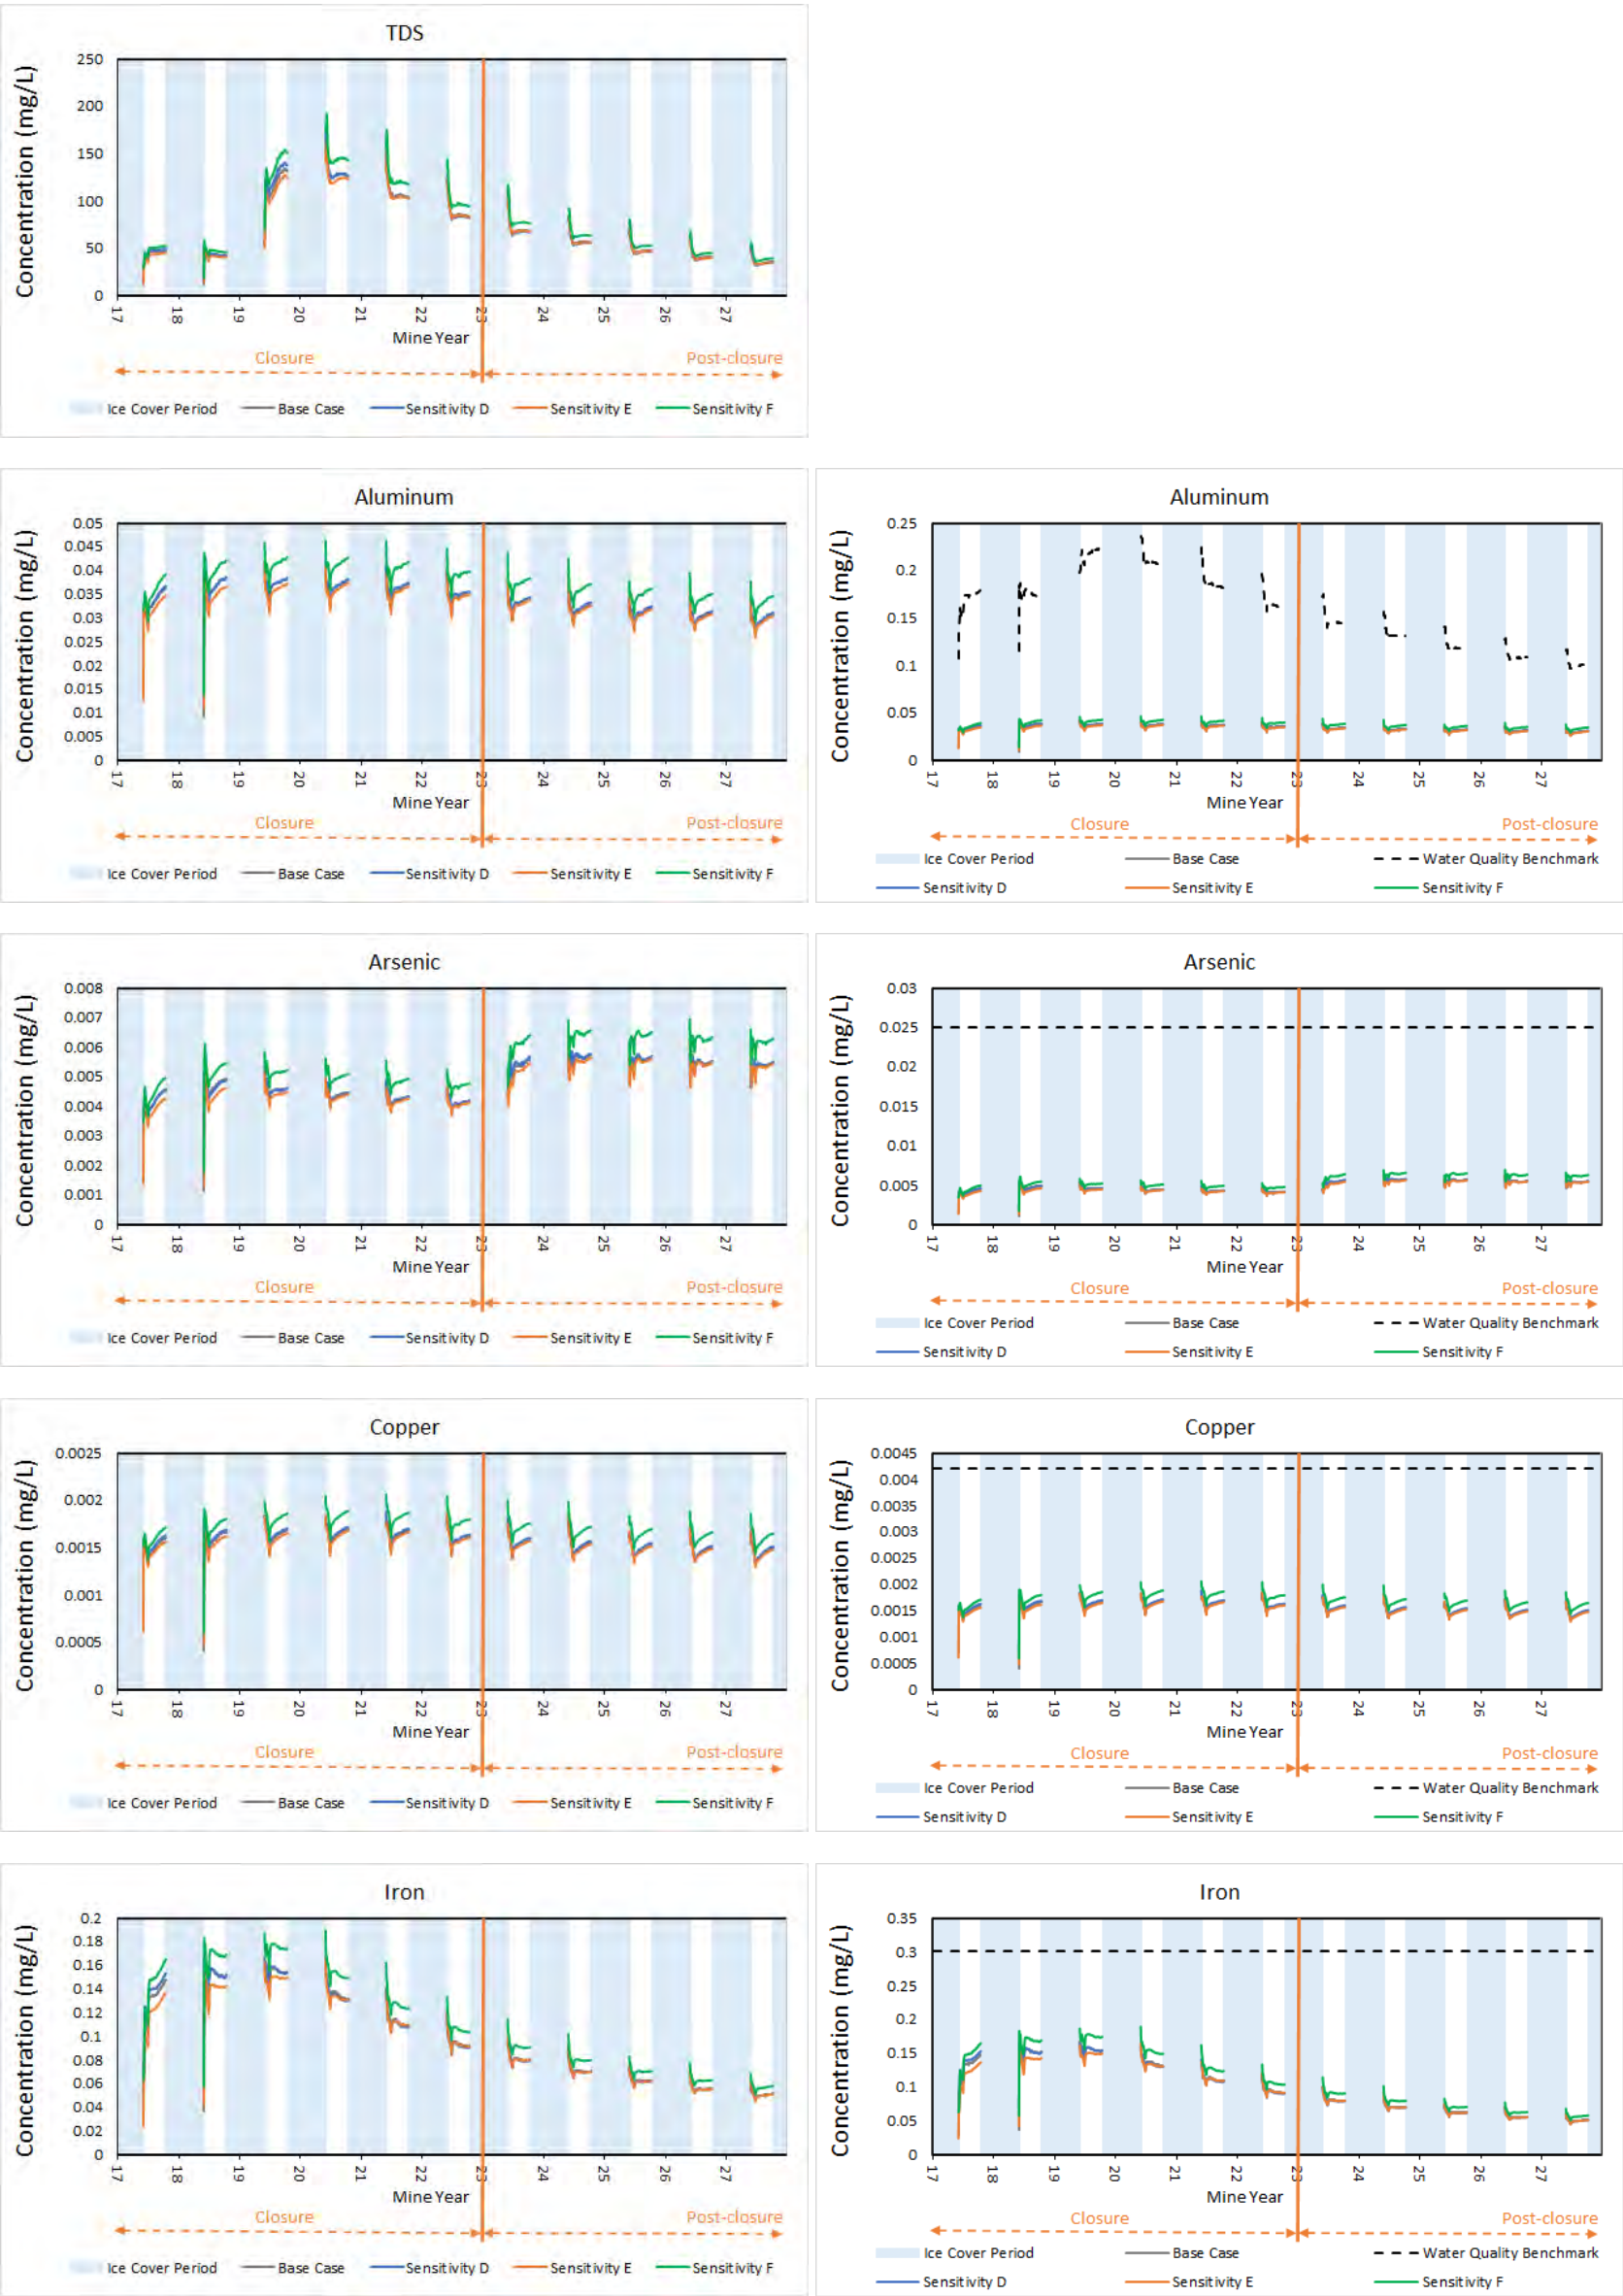 TDS
Concentration (mg/L)
250
200
150
100
50
0
17 18 19 20 21 22 23 24 25 26 27
Mine Year
Closure Post-closure
Ice Cover Period Base Case Sensitivity D Sensitivity E Sensitivity F
Aluminum
Concentration (mg/L)
0.05
0.045
0.04
0.035
0.03
0.025
0.02
0.015
0.01
0.005
0
17 18 19 20 21 22 23 24 25 26 27
Mine Year
Closure Post-closure
Ice Cover Period Base Case Sensitivity D Sensitivity E Sensitivity F
Aluminum
Concentration (mg/L)
0.25
0.2
0.15
0.1
0.05
0
17 18 19 20 21 22 23 24 25 26 27
Mine Year
Closure Post-closure
Ice Cover Period Base Case Water Quality Benchmark
Sensitivity D Sensitivity E Sensitivity F
Arsenic
Concentration (mg/L)
0.008
0.007
0.006
0.005
0.004
0.003
0.002
0.001
0
17 18 19 20 21 22 23 24 25 26 27
Mine Year
Closure Post-closure
Ice Cover Period Base Case Sensitivity D Sensitivity E Sensitivity F
Arsenic
Concentration (mg/L)
0.03
0.025
0.02
0.015
0.01
0.005
0
17 18 19 20 21 22 23 24 25 26 27
Mine Year
Closure Post-closure
Ice Cover Period Base Case Water Quality Benchmark
Sensitivity D Sensitivity E Sensitivity F
Copper
Concentration (mg/L)
0.0025
0.002
0.0015
0.001
0.0005
0
17 18 19 20 21 22 23 24 25 26 27
Mine Year
Closure Post-closure
Ice Cover Period Base Case Sensitivity D Sensitivity E Sensitivity F
Copper
Concentration (mg/L)
0.0045
0.004
0.0035
0.003
0.0025
0.002
0.0015
0.001
0.0005
0
17 18 19 20 21 22 23 24 25 26 27
Mine Year
Closure Post-closure
Ice Cover Period Base Case Water Quality Benchmark
Sensitivity D Sensitivity E Sensitivity F
Iron
Concentration (mg/L)
0.2
0.18
0.16
0.14
0.12
0.1
0.08
0.06
0.04
0.02
0
17 18 19 20 21 22 23 24 25 26 27
Mine Year
Closure Post-closure
Ice Cover Period Base Case Sensitivity D Sensitivity E Sensitivity F
Iron
Concentration (mg/L)
0.35
0.3
0.25
0.2
0.15
0.1
0.05
0
17 18 19 20 21 22 23 24 25 26 27
Mine Year
Closure Post-closure
Ice Cover Period Base Case Water Quality Benchmark
Sensitivity D Sensitivity E Sensitivity F